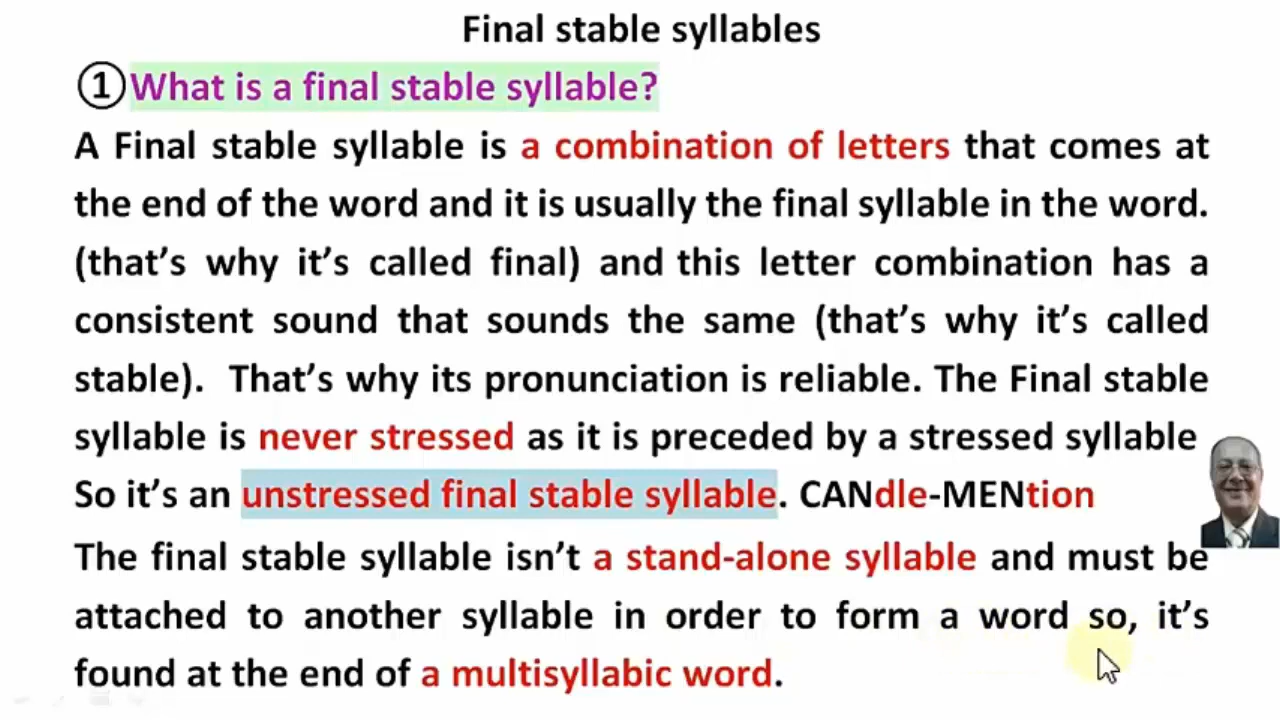 Final stable syllables
① What is a final stable syllable?
A Final stable syllable is a combination of letters that comes at
the end of the word and it is usually the final syllable in the word.
(that’s why it’s called final) and this letter combination has a
consistent sound that sounds the same (that’s why it’s called
stable). That’s why its pronunciation is reliable. The Final stable
syllable is never stressed as it is preceded by a stressed syllable
So it’s an unstressed final stable syllable. CANdle-MENtion
The final stable syllable isn’t a stand-alone syllable and must be
attached to another syllable in order to form a word so, it’s
found at the end of a multisyllabic word.